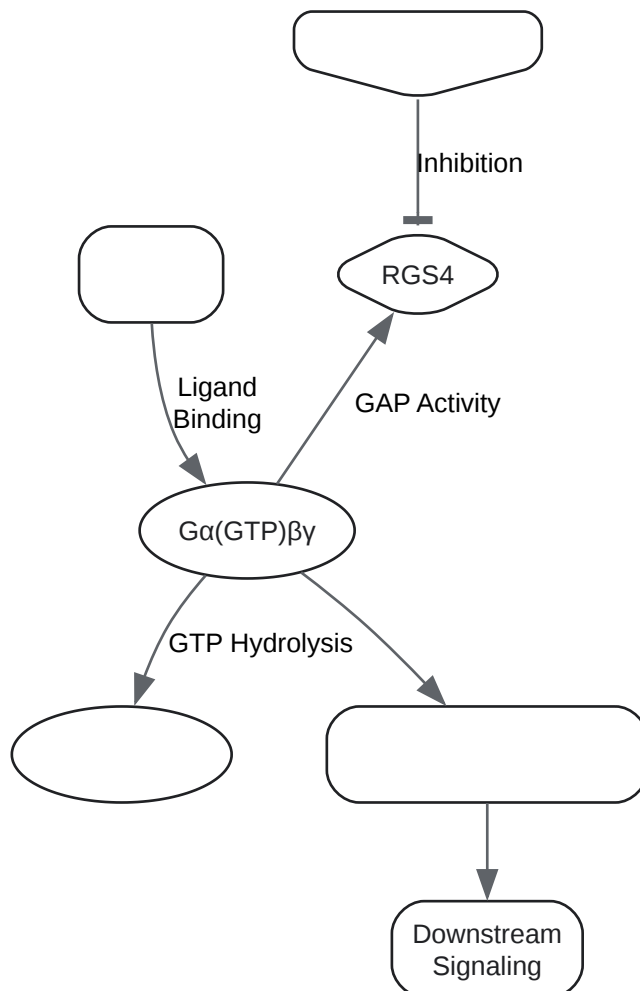 Inhibition
RGS4
Ligand
Binding
GAP Activity
Gα(GTP)βγ
GTP Hydrolysis
Downstream
Signaling